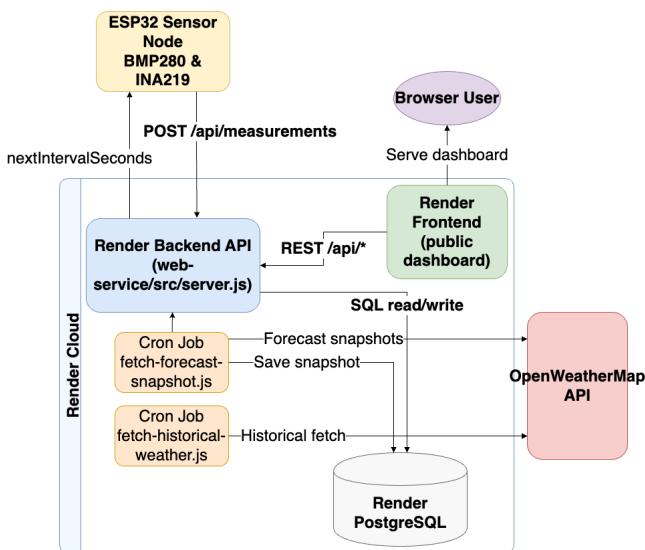 ESP32 Sensor
Node
BMP280 &
INA219
Browser User
POST /api/measurements
nextIntervalSeconds
Serve dashboard
Render
Frontend
(public
dashboard)
Render Backend API
(web-
service/src/server.js)
REST /api/*
SQL read/write
Render Cloud
Cron Job
fetch-forecast-
snapshot.js
Forecast snapshots
Save snapshot
OpenWeatherMap
API
Cron Job
fetch-historical-
weather.js
Historical fetch
Render
PostgreSQL